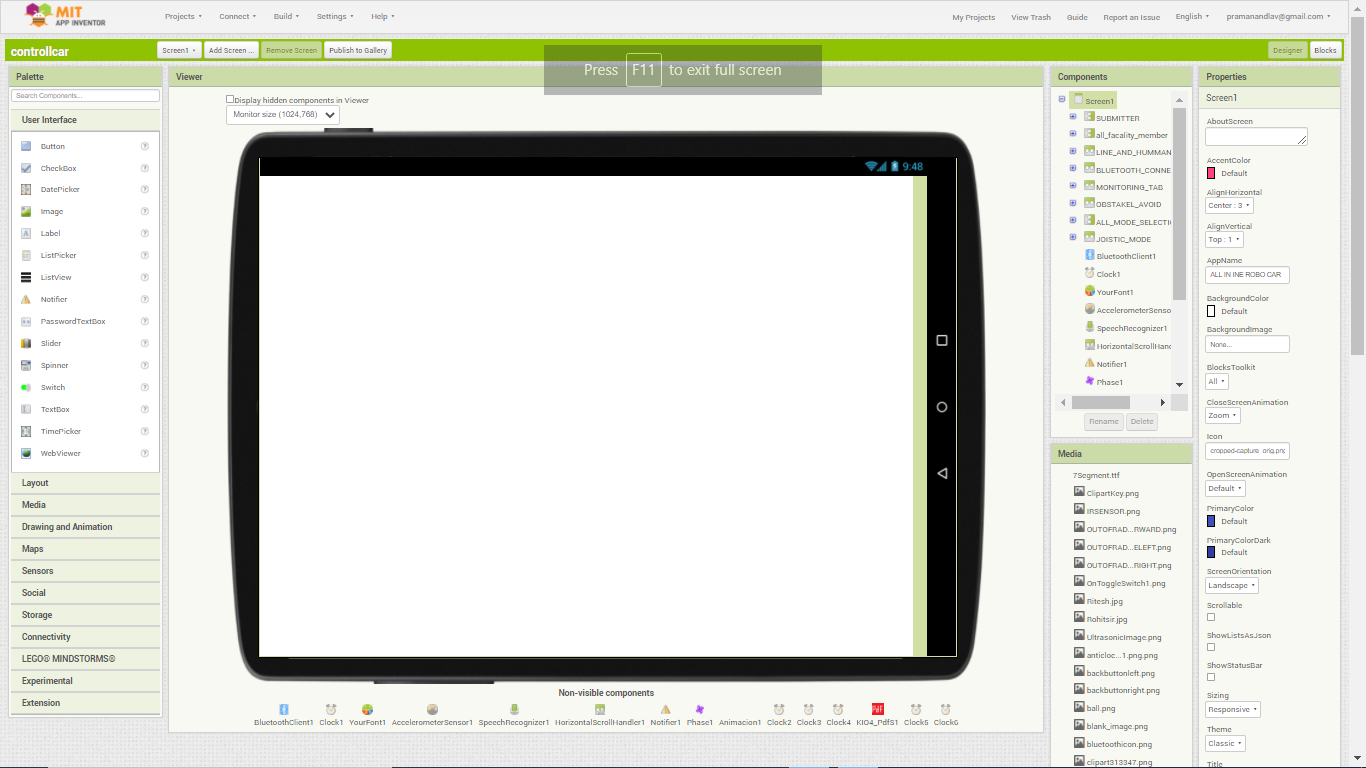 MIT
APP INVENTOR
Projects
Connect
Build
Settings
Help
My Projects
View Trash
Guide
Report an Issue
English
pramanandlav@gmail.com
controllcar
Screen1
Add Screen ...
Remove Screen
Publish to Gallery
Press F11 to exit full screen
Designer
Blocks
Palette
Search Components...
User Interface
Button
CheckBox
DatePicker
Image
Label
ListPicker
ListView
Notifier
PasswordTextBox
Slider
Spinner
Switch
TextBox
TimePicker
WebViewer
Layout
Media
Drawing and Animation
Maps
Sensors
Social
Storage
Connectivity
LEGO® MINDSTORMS®
Experimental
Extension
Viewer
Display hidden components in Viewer
Monitor size (1024,768)
9:48
Non-visible components
BluetoothClient1
Clock1
YourFont1
AccelerometerSensor1
SpeechRecognizer1
HorizontalScrollHandler1
Notifier1
Phase1
Animacion1
Clock2
Clock3
Clock4
KIO4_PdfS1
Clock5
Clock6
Components
Screen1
SUBMITTER
all_facality_member
LINE_AND_HUMMAN
BLUETOOTH_CONNE
MONITORING_TAB
OBSTAKEL_AVOID
ALL_MODE_SELECTI
JOISTIC_MODE
BluetoothClient1
Clock1
YourFont1
AccelerometerSenso
SpeechRecognizer1
HorizontalScrollHand
Notifier1
Phase1
Rename
Delete
Media
7Segment.ttf
ClipartKey.png
IRSENSOR.png
OUTOFRAD...RWARD.png
OUTOFRAD...ELEFT.png
OUTOFRAD...RIGHT.png
OnToggleSwitch1.png
Ritesh.jpg
Rohitsir.jpg
UltrasonicImage.png
anticloc...1.png.png
backbuttonleft.png
backbuttonright.png
ball.png
blank_image.png
bluetoothicon.png
clipart313347.png
Properties
Screen1
AboutScreen
AccentColor
Default
AlignHorizontal
Center : 3
AlignVertical
Top : 1
AppName
ALL IN INE ROBO CAR
BackgroundColor
Default
BackgroundImage
None...
BlocksToolkit
All
CloseScreenAnimation
Zoom
Icon
cropped-capture_orig.png
OpenScreenAnimation
Default
PrimaryColor
Default
PrimaryColorDark
Default
ScreenOrientation
Landscape
Scrollable
ShowListsAsJson
ShowStatusBar
Sizing
Responsive
Theme
Classic
Title